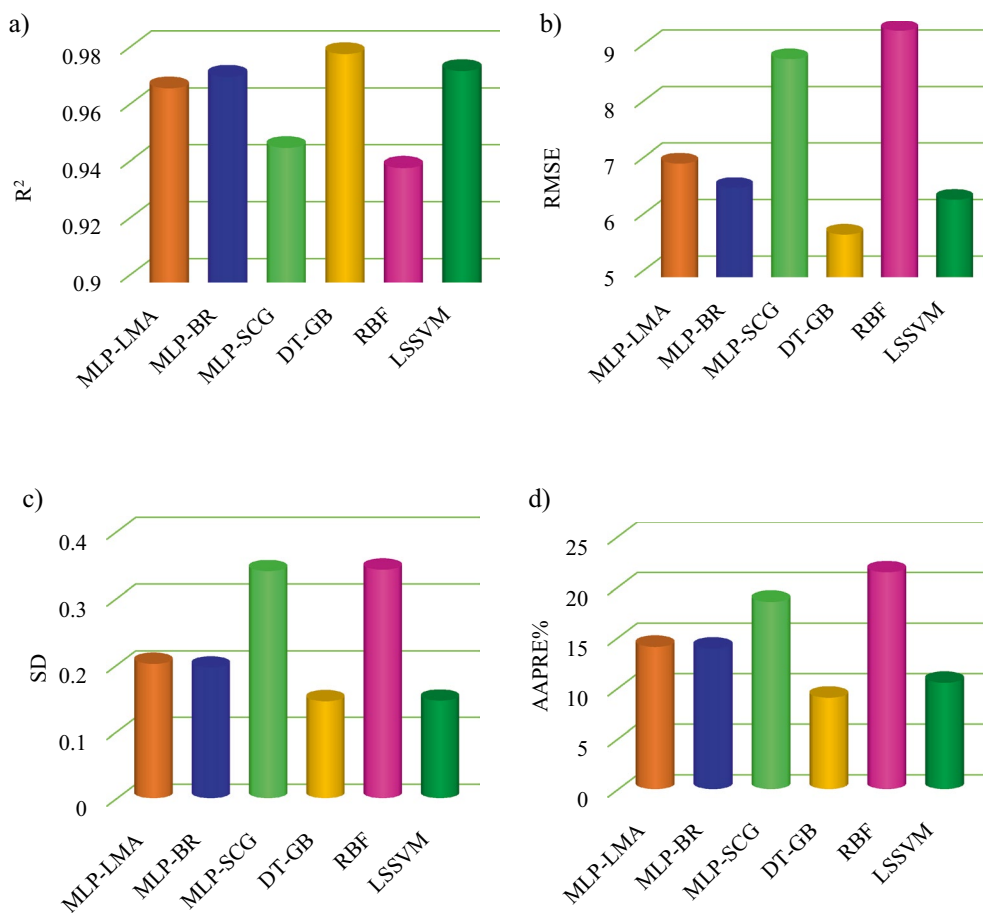 a)
R²
0.98
0.96
0.94
0.92
0.9
MLP-LMA
MLP-BR
MLP-SCG
DT-GB
RBF
LSSVM
b)
RMSE
9
8
7
6
5
MLP-LMA
MLP-BR
MLP-SCG
DT-GB
RBF
LSSVM
c)
SD
0.4
0.3
0.2
0.1
0
MLP-LMA
MLP-BR
MLP-SCG
DT-GB
RBF
LSSVM
d)
AAPRE%
25
20
15
10
5
0
MLP-LMA
MLP-BR
MLP-SCG
DT-GB
RBF
LSSVM